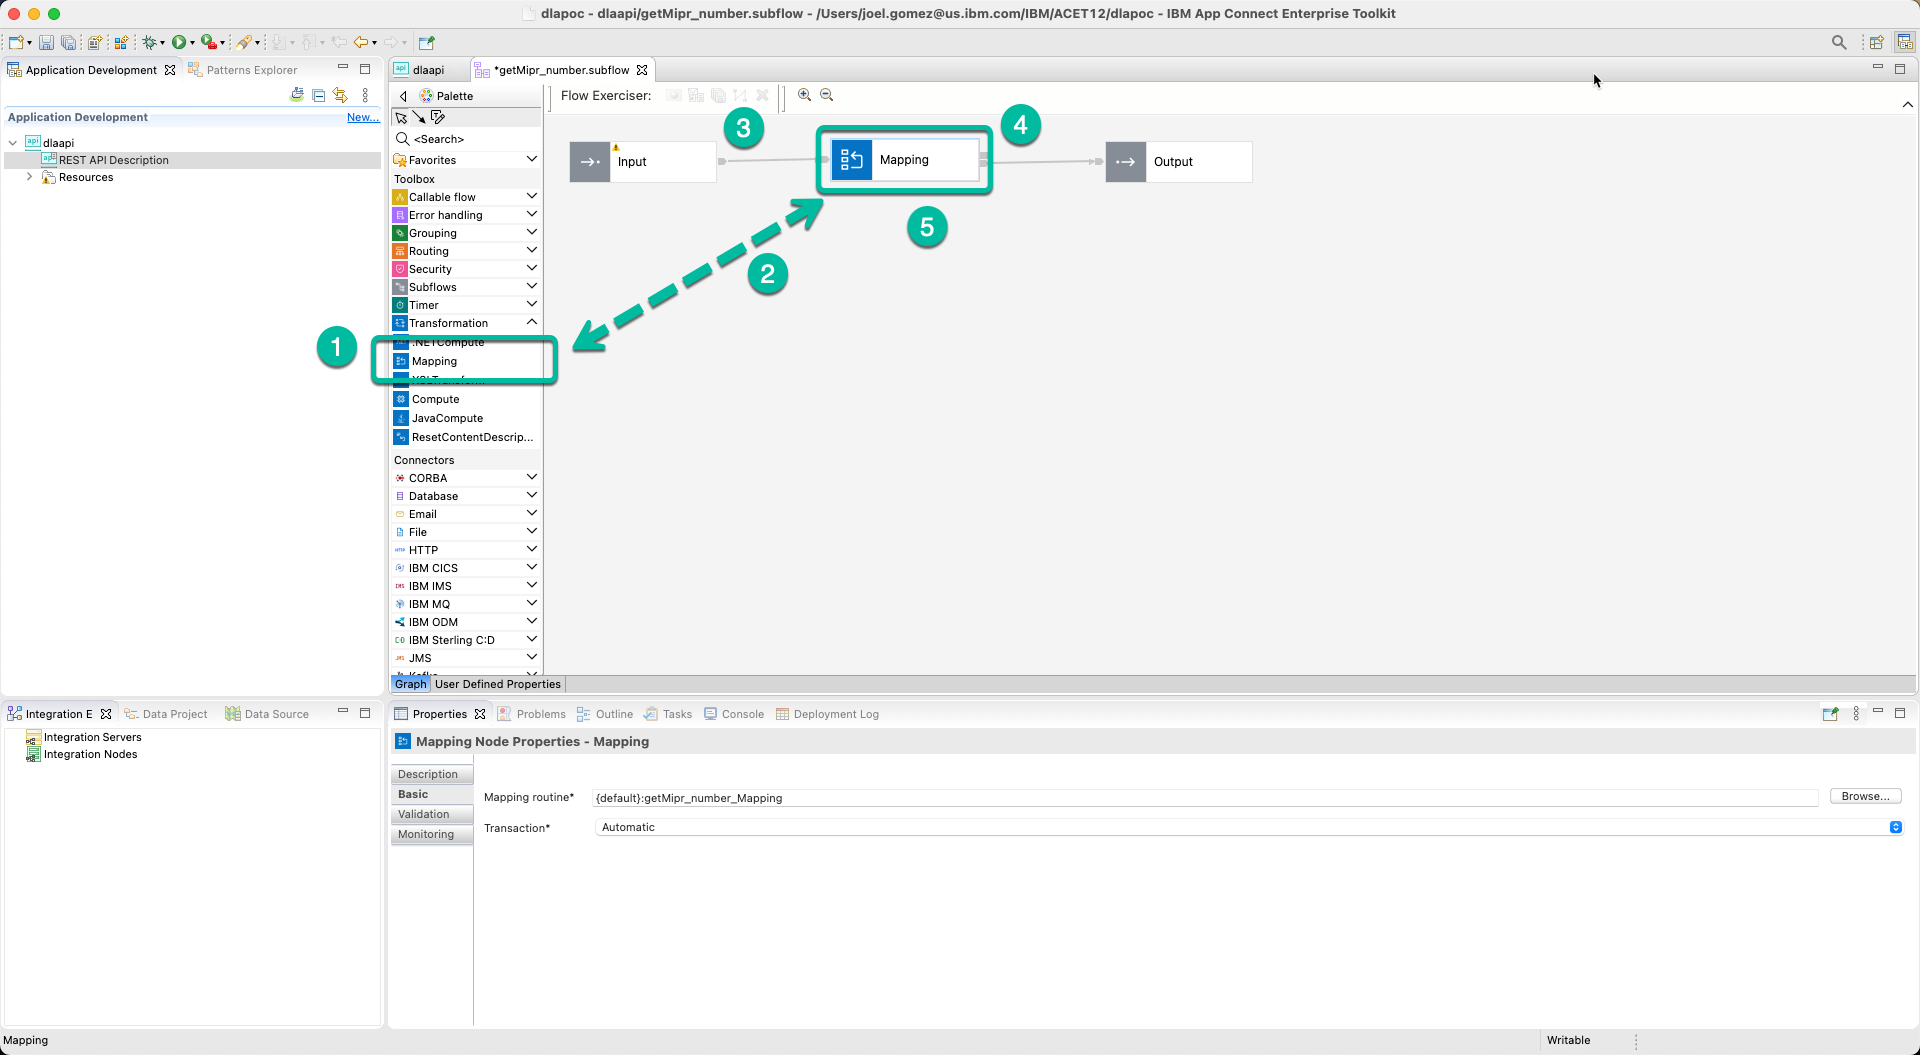 dlapoc - dlaapi/getMipr_number.subflow - /Users/joel.gomez@us.ibm.com/IBM/ACET12/dlapoc - IBM App Connect Enterprise Toolkit
Application Development
Patterns Explorer
Application Development
New...
dlaapi
REST API Description
Resources
dlaapi
*getMipr_number.subflow
Palette
<Search>
Favorites
Toolbox
Callable flow
Error handling
Grouping
Routing
Security
Subflows
Timer
Transformation
.NETCompute
Mapping
Compute
JavaCompute
ResetContentDescrip...
Connectors
CORBA
Database
Email
File
HTTP
IBM CICS
IBM IMS
IBM MQ
IBM ODM
IBM Sterling C:D
JMS
Graph
User Defined Properties
Flow Exerciser:
Input
Mapping
Output
1
2
3
4
5
Integration E
Data Project
Data Source
Integration Servers
Integration Nodes
Properties
Problems
Outline
Tasks
Console
Deployment Log
Mapping Node Properties - Mapping
Description
Basic
Validation
Monitoring
Mapping routine*
{default}:getMipr_number_Mapping
Browse...
Transaction*
Automatic
Mapping
Writable